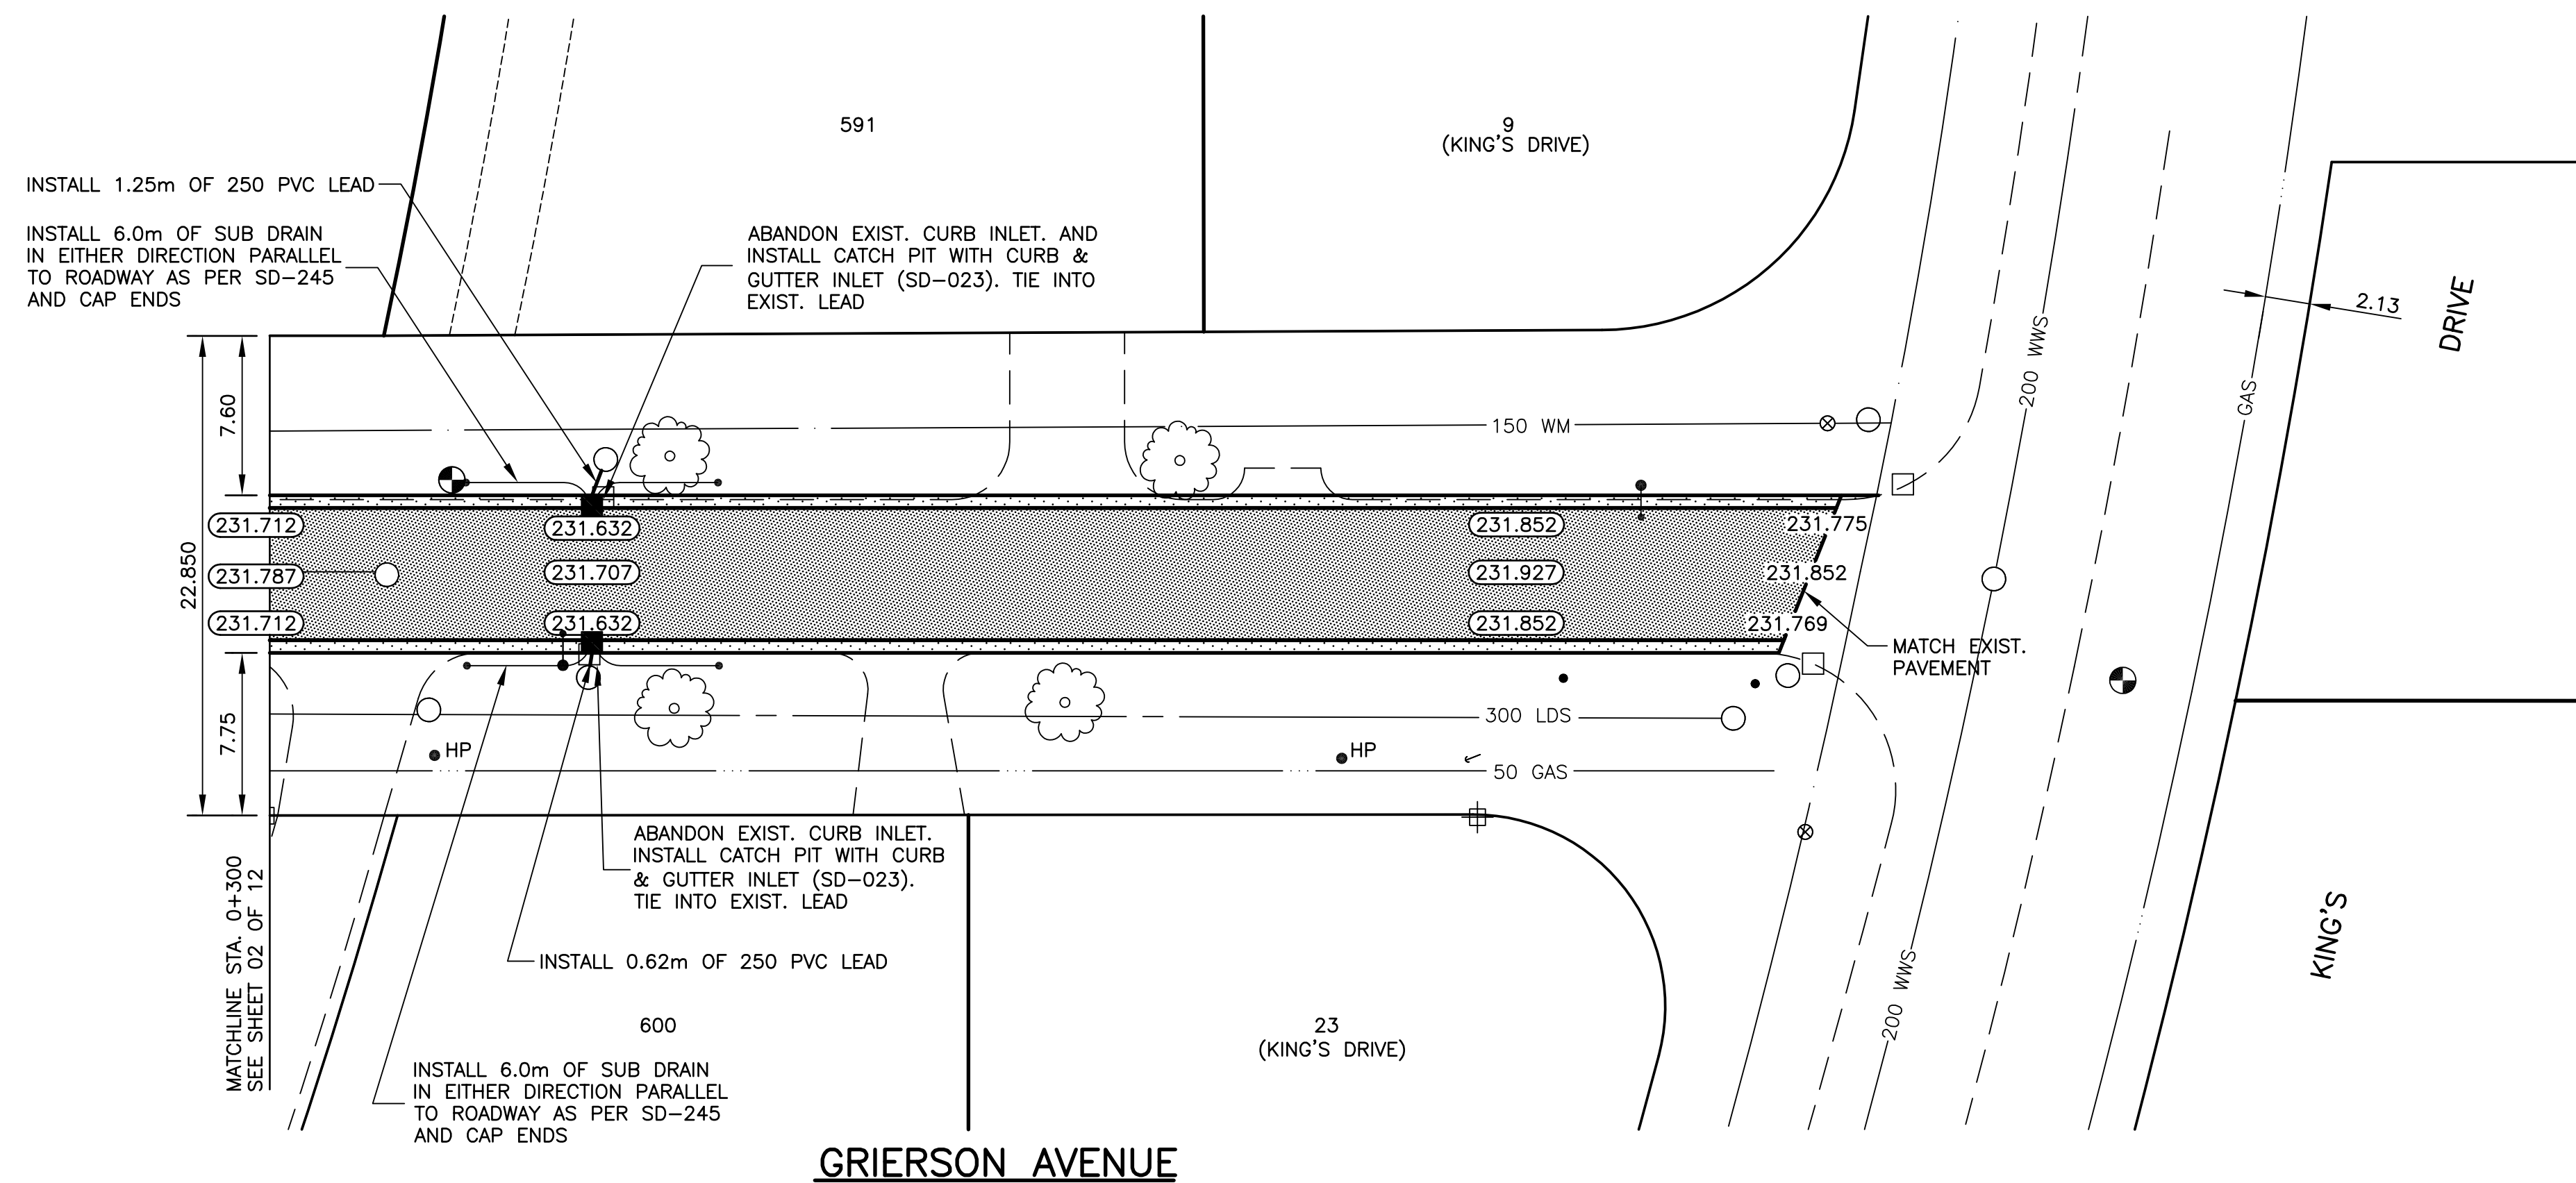 591
9
(KING'S DRIVE)
INSTALL 1.25m OF 250 PVC LEAD
INSTALL 6.0m OF SUB DRAIN
IN EITHER DIRECTION PARALLEL
TO ROADWAY AS PER SD-245
AND CAP ENDS
ABANDON EXIST. CURB INLET. AND
INSTALL CATCH PIT WITH CURB &
GUTTER INLET (SD-023). TIE INTO
EXIST. LEAD
DRIVE
2.13
200 WWS
GAS
7.60
150 WM
22.850
231.712
231.632
231.852
231.775
231.787
231.707
231.927
231.852
231.712
231.632
231.852
231.769
MATCH EXIST.
PAVEMENT
7.75
300 LDS
HP
HP
50 GAS
MATCHLINE STA. 0+300
SEE SHEET 02 OF 12
ABANDON EXIST. CURB INLET.
INSTALL CATCH PIT WITH CURB
& GUTTER INLET (SD-023).
TIE INTO EXIST. LEAD
INSTALL 0.62m OF 250 PVC LEAD
KING'S
200 WWS
600
23
(KING'S DRIVE)
INSTALL 6.0m OF SUB DRAIN
IN EITHER DIRECTION PARALLEL
TO ROADWAY AS PER SD-245
AND CAP ENDS
GRIERSON AVENUE